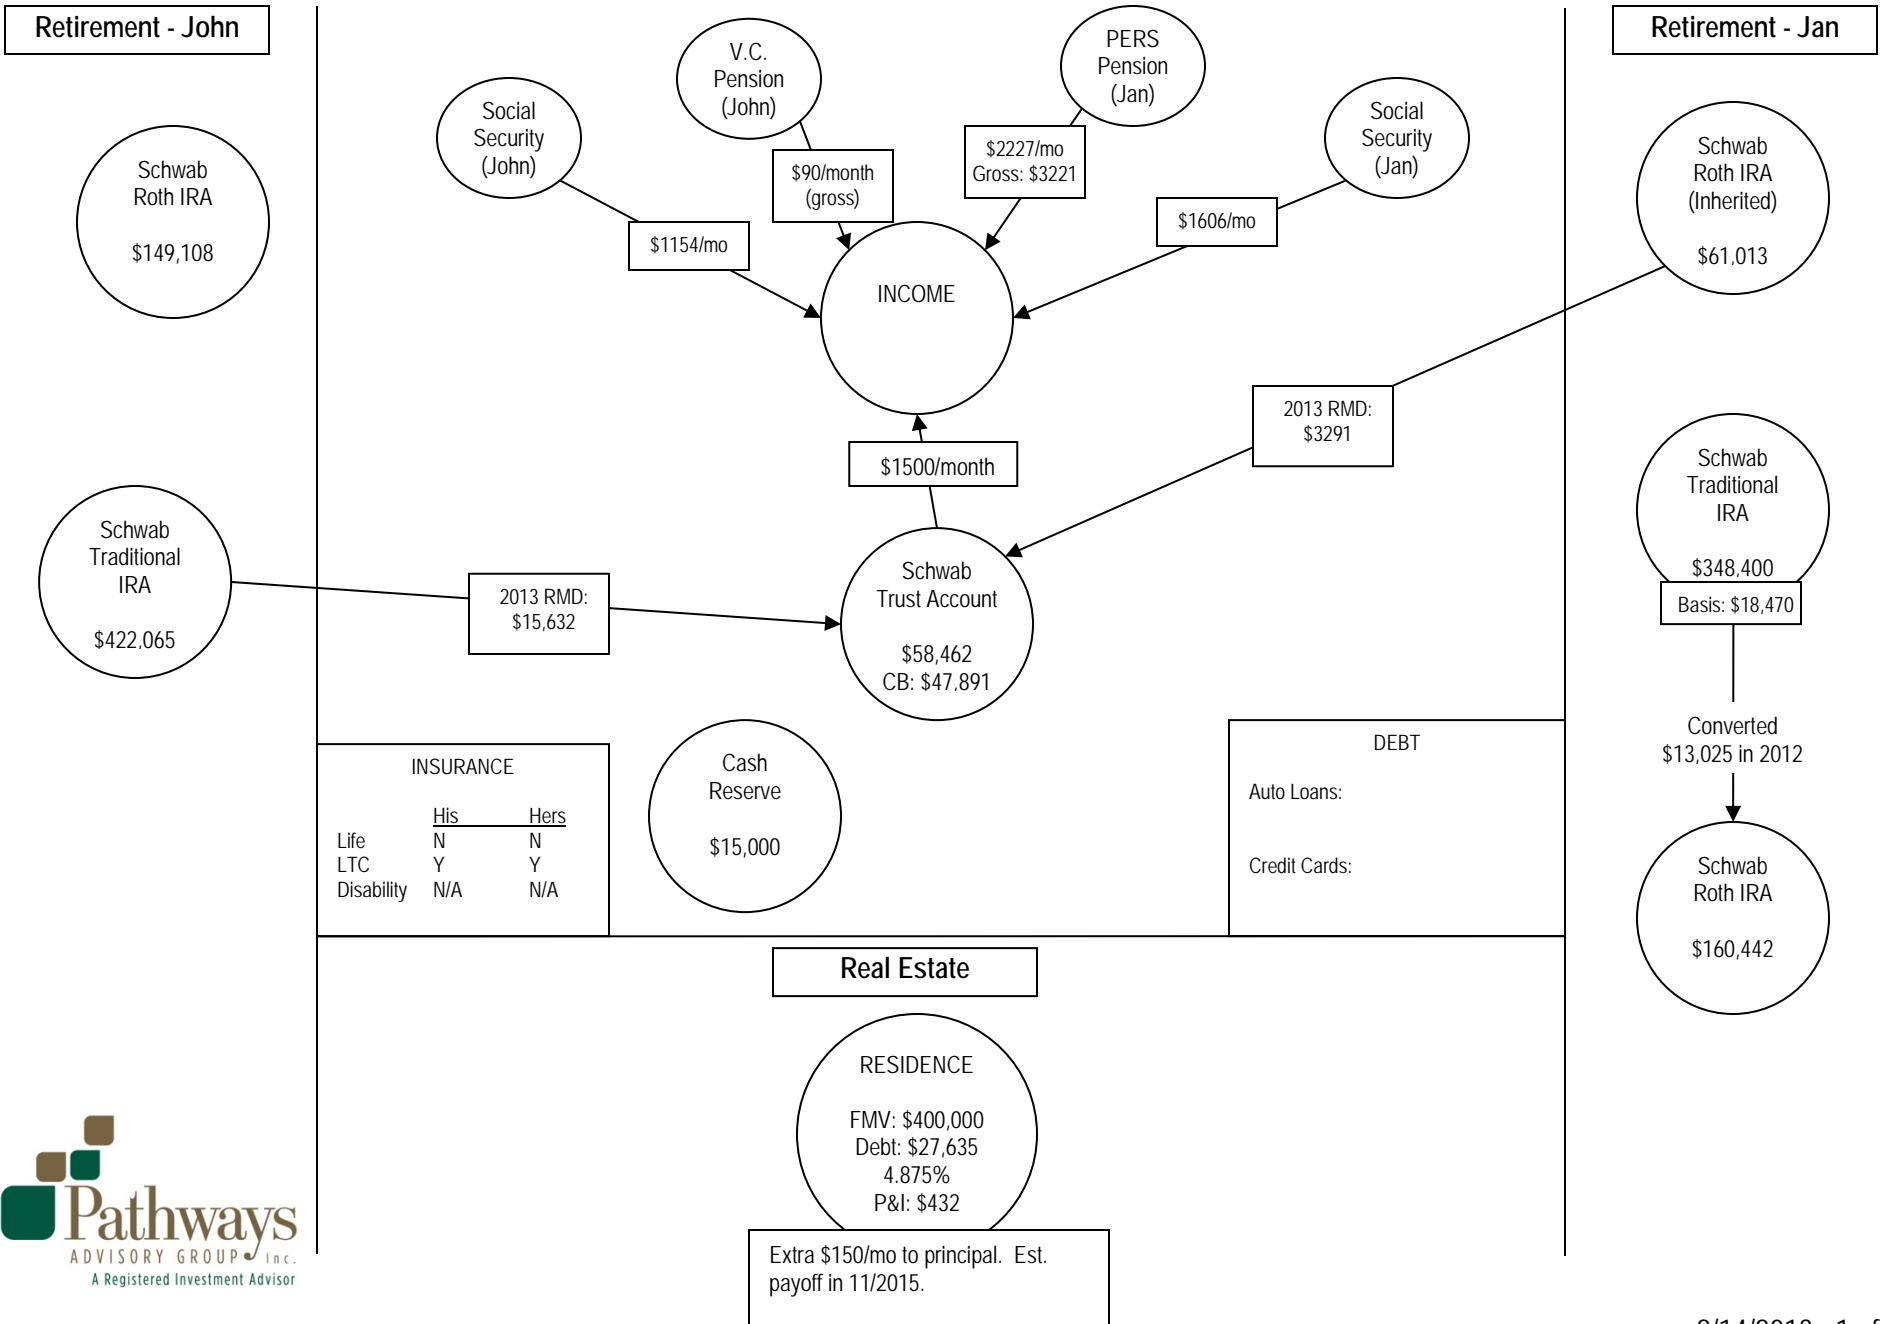 Retirement - John
Retirement - Jan
Schwab
Roth IRA
$149,108
Schwab
Traditional
IRA
$422,065
Social
Security
(John)
V.C.
Pension
(John)
PERS
Pension
(Jan)
Social
Security
(Jan)
$1154/mo
$90/month
(gross)
$2227/mo
Gross: $3221
$1606/mo
INCOME
$1500/month
2013 RMD:
$3291
2013 RMD:
$15,632
Schwab
Trust Account
$58,462
CB: $47,891
INSURANCE
His Hers
Life N N
LTC Y Y
Disability N/A N/A
Cash
Reserve
$15,000
DEBT
Auto Loans:
Credit Cards:
Schwab
Roth IRA
(Inherited)
$61,013
Schwab
Traditional
IRA
$348,400
Basis: $18,470
Converted
$13,025 in 2012
Schwab
Roth IRA
$160,442
Real Estate
RESIDENCE
FMV: $400,000
Debt: $27,635
4.875%
P&I: $432
Extra $150/mo to principal. Est.
payoff in 11/2015.
Pathways
ADVISORY GROUP Inc.
A Registered Investment Advisor